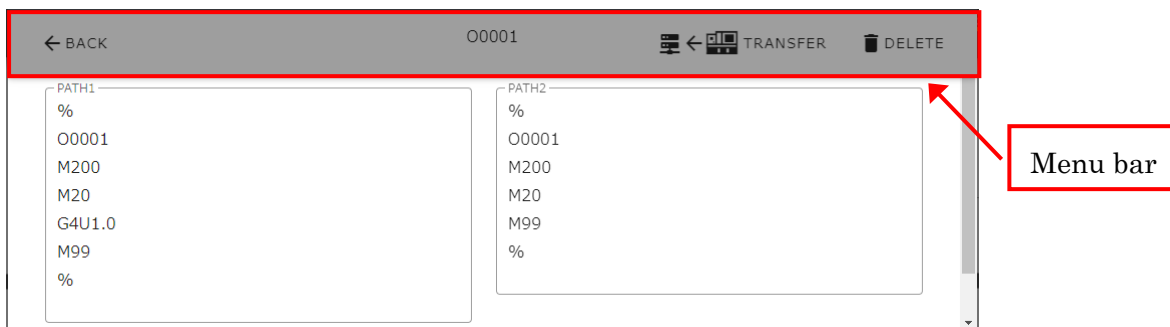 BACK
O0001
TRANSFER
DELETE
PATH1
%
O0001
M200
M20
G4U1.0
M99
%
PATH2
%
O0001
M200
M20
M99
%
Menu bar